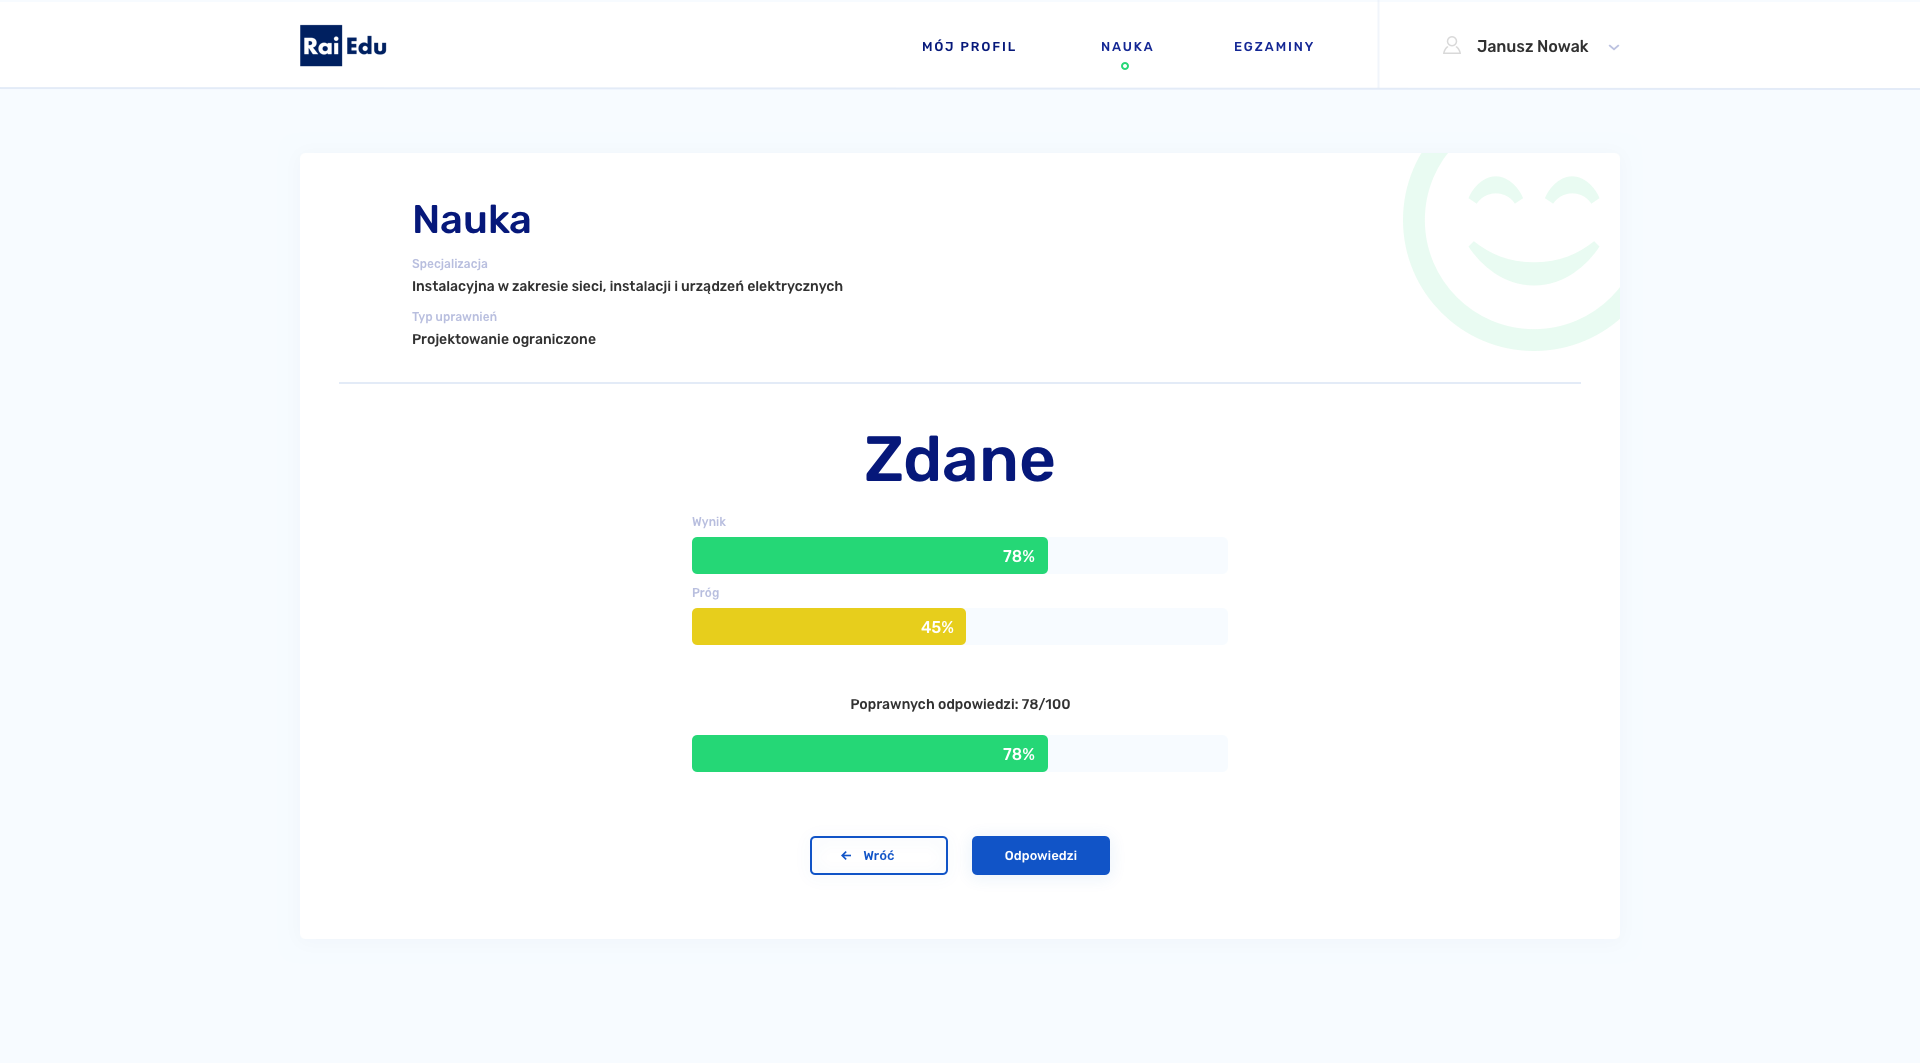 Rai Edu
MÓJ PROFIL
NAUKA
EGZAMINY
Janusz Nowak
Nauka
Specjalizacja
Instalacyjna w zakresie sieci, instalacji i urządzeń elektrycznych
Typ uprawnień
Projektowanie ograniczone
Zdane
Wynik
78%
Próg
45%
Poprawnych odpowiedzi: 78/100
78%
Wróć
Odpowiedzi